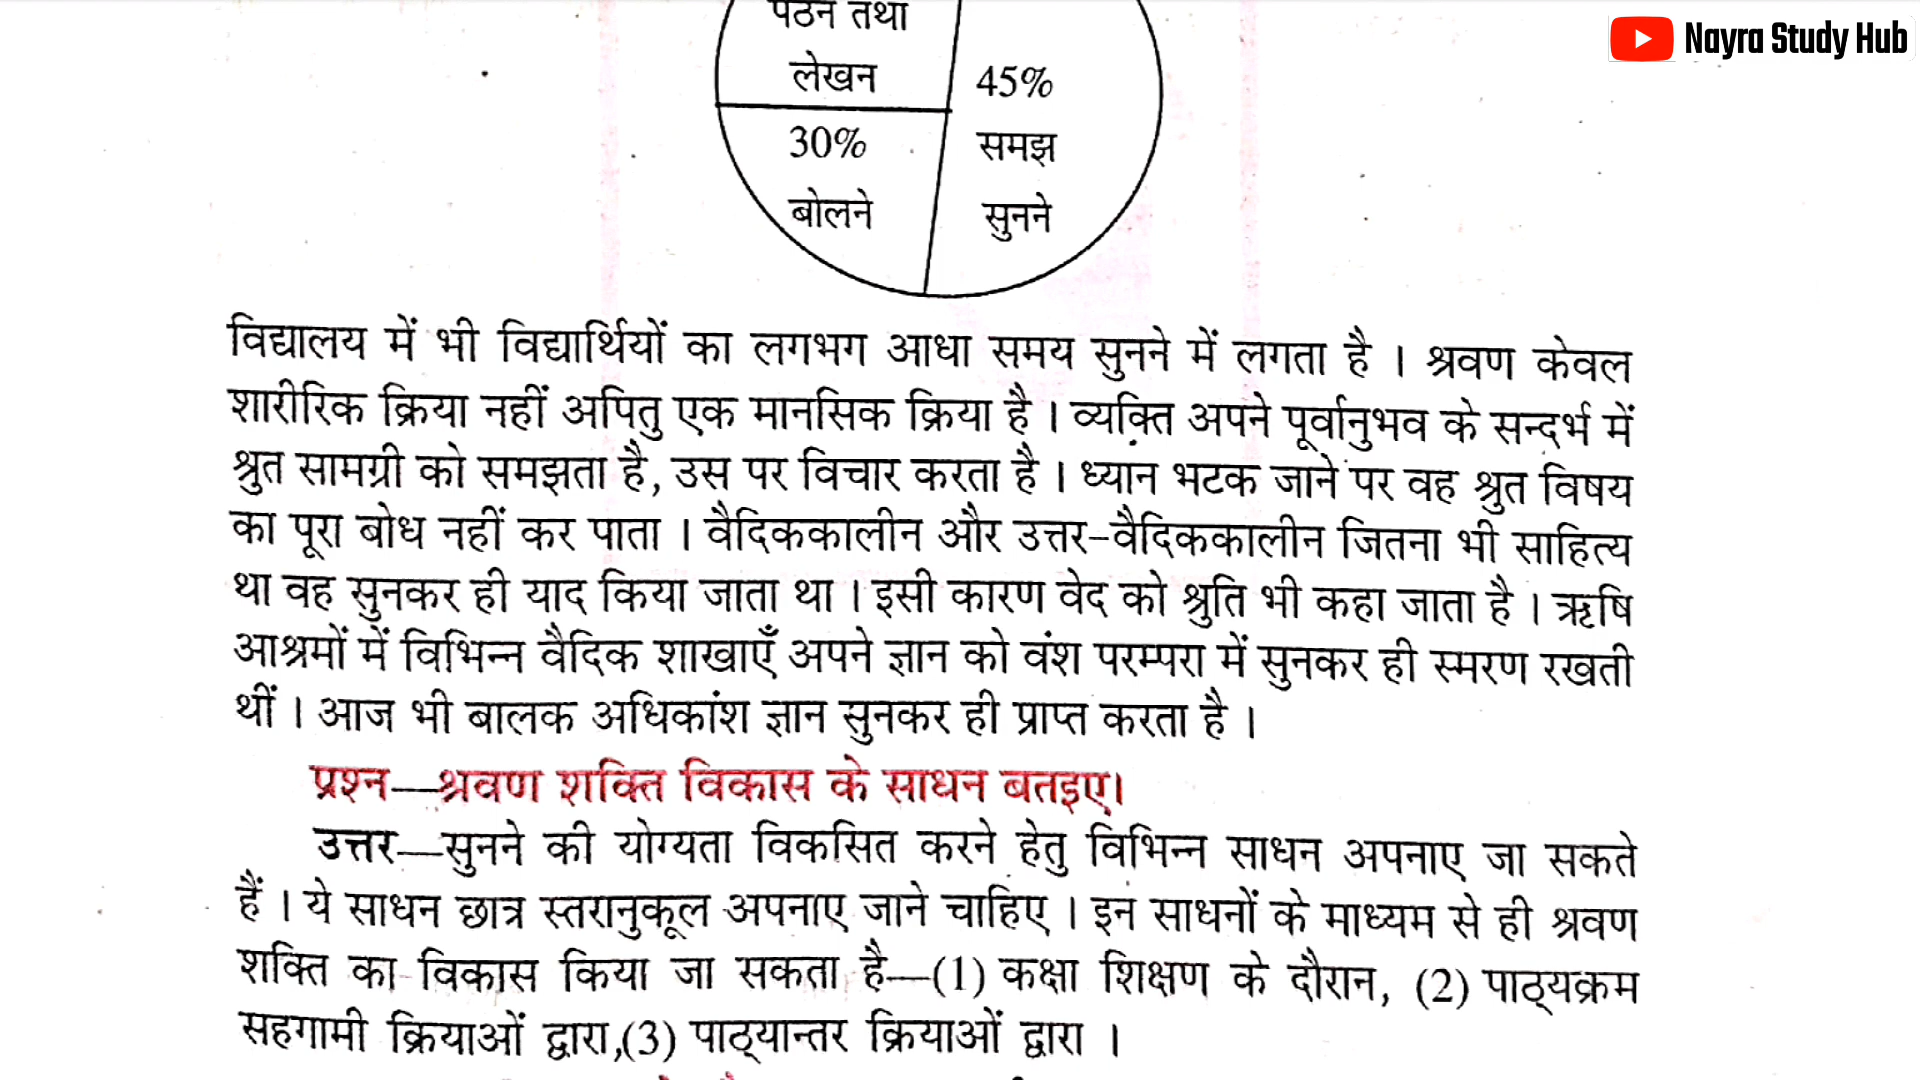 Nayra Study Hub
पठन तथा
लेखन
30%
बोलने
45%
समझ
सुनने
विद्यालय में भी विद्यार्थियों का लगभग आधा समय सुनने में लगता है । श्रवण केवल
शारीरिक क्रिया नहीं अपितु एक मानसिक क्रिया है । व्यक्ति अपने पूर्वानुभव के सन्दर्भ में
श्रुत सामग्री को समझता है, उस पर विचार करता है । ध्यान भटक जाने पर वह श्रुत विषय
का पूरा बोध नहीं कर पाता । वैदिककालीन और उत्तर-वैदिककालीन जितना भी साहित्य
था वह सुनकर ही याद किया जाता था । इसी कारण वेद को श्रुति भी कहा जाता है । ऋषि
आश्रमों में विभिन्न वैदिक शाखाएँ अपने ज्ञान को वंश परम्परा में सुनकर ही स्मरण रखती
थीं । आज भी बालक अधिकांश ज्ञान सुनकर ही प्राप्त करता है ।
प्रश्न—श्रवण शक्ति विकास के साधन बतइए।
उत्तर—सुनने की योग्यता विकसित करने हेतु विभिन्न साधन अपनाए जा सकते
हैं । ये साधन छात्र स्तरानुकूल अपनाए जाने चाहिए । इन साधनों के माध्यम से ही श्रवण
शक्ति का विकास किया जा सकता है—(1) कक्षा शिक्षण के दौरान, (2) पाठ्यक्रम
सहगामी क्रियाओं द्वारा,(3) पाठ्यान्तर क्रियाओं द्वारा ।